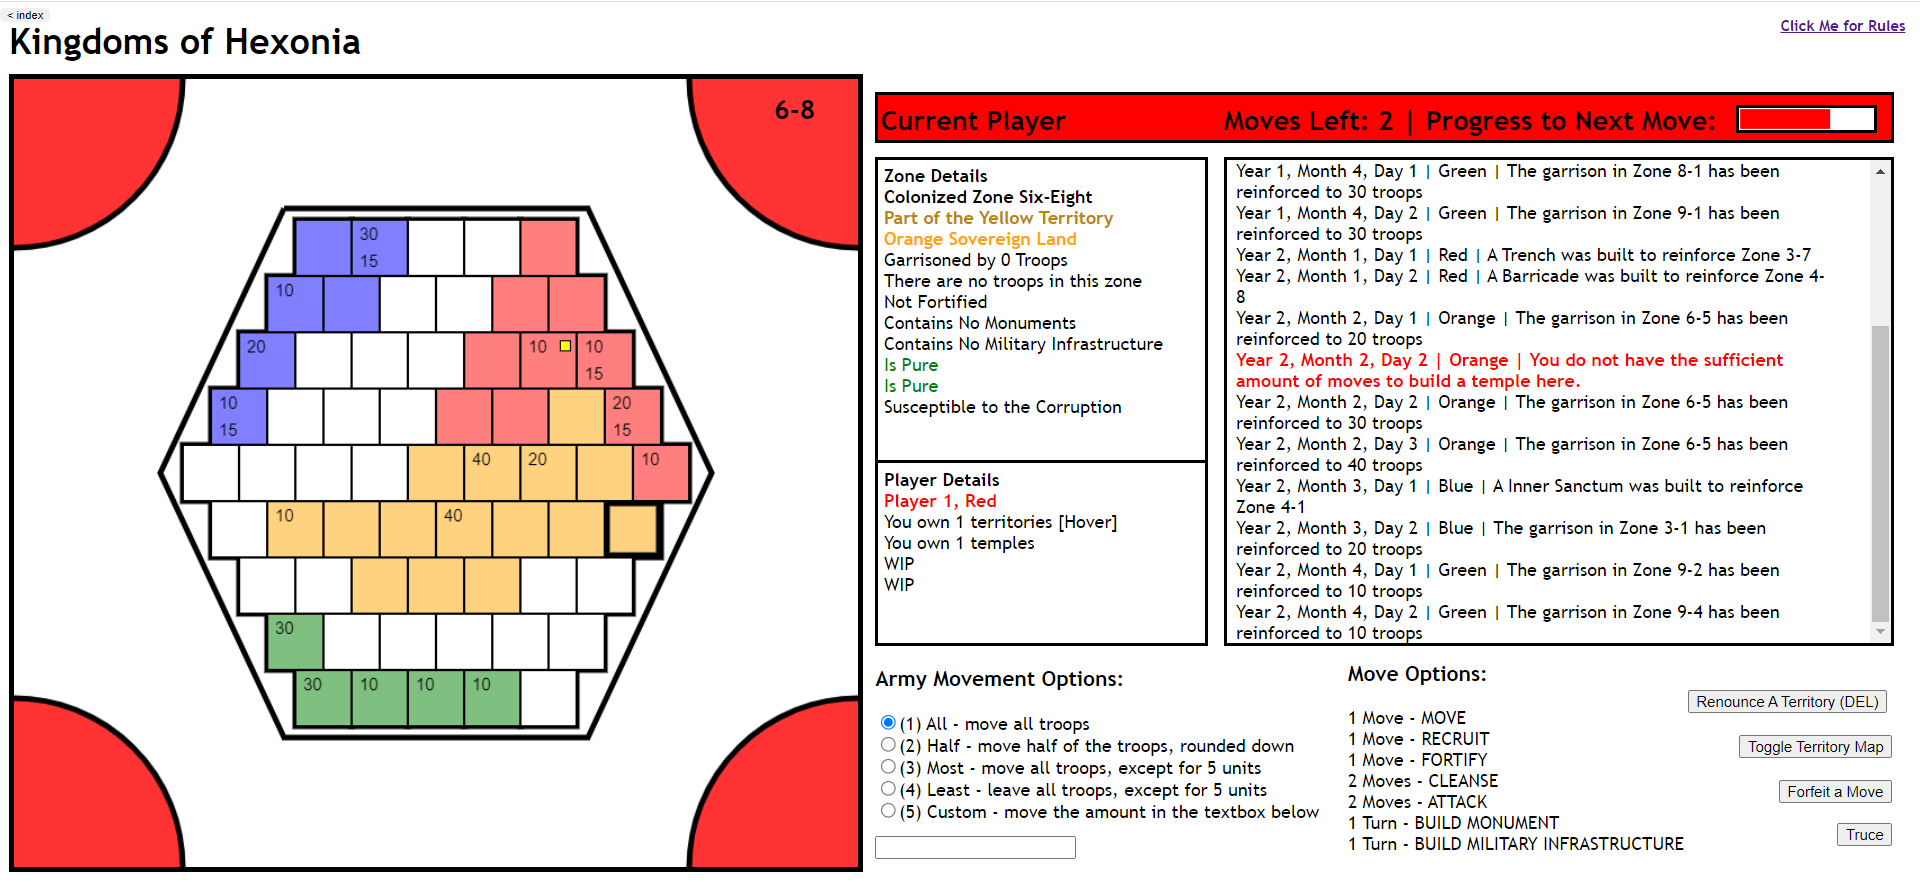 < index
Click Me for Rules
Kingdoms of Hexonia
6-8
30
15
10
20
10
10
15
10
15
20
15
40
20
10
10
40
30
30
10
10
10
Current Player
Moves Left: 2 | Progress to Next Move:
Zone Details
Colonized Zone Six-Eight
Part of the Yellow Territory
Orange Sovereign Land
Garrisoned by 0 Troops
There are no troops in this zone
Not Fortified
Contains No Monuments
Contains No Military Infrastructure
Is Pure
Is Pure
Susceptible to the Corruption
Player Details
Player 1, Red
You own 1 territories [Hover]
You own 1 temples
WIP
WIP
Year 1, Month 4, Day 1 | Green | The garrison in Zone 8-1 has been
reinforced to 30 troops
Year 1, Month 4, Day 2 | Green | The garrison in Zone 9-1 has been
reinforced to 30 troops
Year 2, Month 1, Day 1 | Red | A Trench was built to reinforce Zone 3-7
Year 2, Month 1, Day 2 | Red | A Barricade was built to reinforce Zone 4-
8
Year 2, Month 2, Day 1 | Orange | The garrison in Zone 6-5 has been
reinforced to 20 troops
Year 2, Month 2, Day 2 | Orange | You do not have the sufficient
amount of moves to build a temple here.
Year 2, Month 2, Day 2 | Orange | The garrison in Zone 6-5 has been
reinforced to 30 troops
Year 2, Month 2, Day 3 | Orange | The garrison in Zone 6-5 has been
reinforced to 40 troops
Year 2, Month 3, Day 1 | Blue | A Inner Sanctum was built to reinforce
Zone 4-1
Year 2, Month 3, Day 2 | Blue | The garrison in Zone 3-1 has been
reinforced to 20 troops
Year 2, Month 4, Day 1 | Green | The garrison in Zone 9-2 has been
reinforced to 10 troops
Year 2, Month 4, Day 2 | Green | The garrison in Zone 9-4 has been
reinforced to 10 troops
Army Movement Options:
(1) All - move all troops
(2) Half - move half of the troops, rounded down
(3) Most - move all troops, except for 5 units
(4) Least - leave all troops, except for 5 units
(5) Custom - move the amount in the textbox below
Move Options:
1 Move - MOVE
1 Move - RECRUIT
1 Move - FORTIFY
2 Moves - CLEANSE
2 Moves - ATTACK
1 Turn - BUILD MONUMENT
1 Turn - BUILD MILITARY INFRASTRUCTURE
Renounce A Territory (DEL)
Toggle Territory Map
Forfeit a Move
Truce